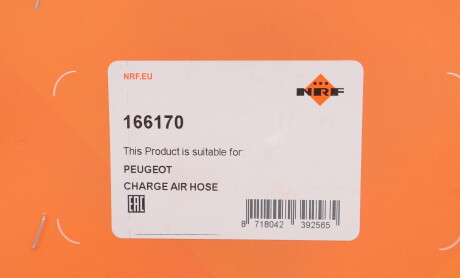 NRF.EU
NRF
166170
This Product is suitable for:
PEUGEOT
CHARGE AIR HOSE
EAC
8 718042 392565